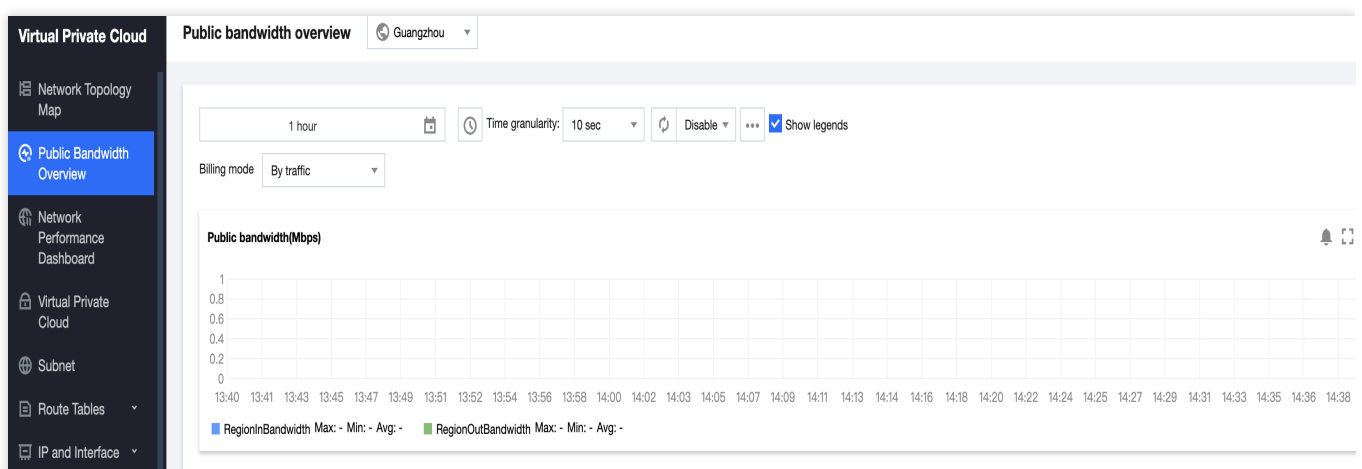 Virtual Private Cloud
Public bandwidth overview
Guangzhou
Network Topology
Map
Public Bandwidth
Overview
Network
Performance
Dashboard
Virtual Private
Cloud
Subnet
Route Tables
IP and Interface
1 hour
Time granularity: 10 sec
Disable
Show legends
Billing mode By traffic
Public bandwidth(Mbps)
1
0.8
0.6
0.4
0.2
0
13:40 13:41 13:43 13:45 13:47 13:49 13:51 13:52 13:54 13:56 13:58 14:00 14:02 14:03 14:05 14:07 14:09 14:11 14:13 14:14 14:16 14:18 14:20 14:22 14:24 14:25 14:27 14:29 14:31 14:33 14:35 14:36 14:38
RegionInBandwidth Max: - Min: - Avg: - RegionOutBandwidth Max: - Min: - Avg: -